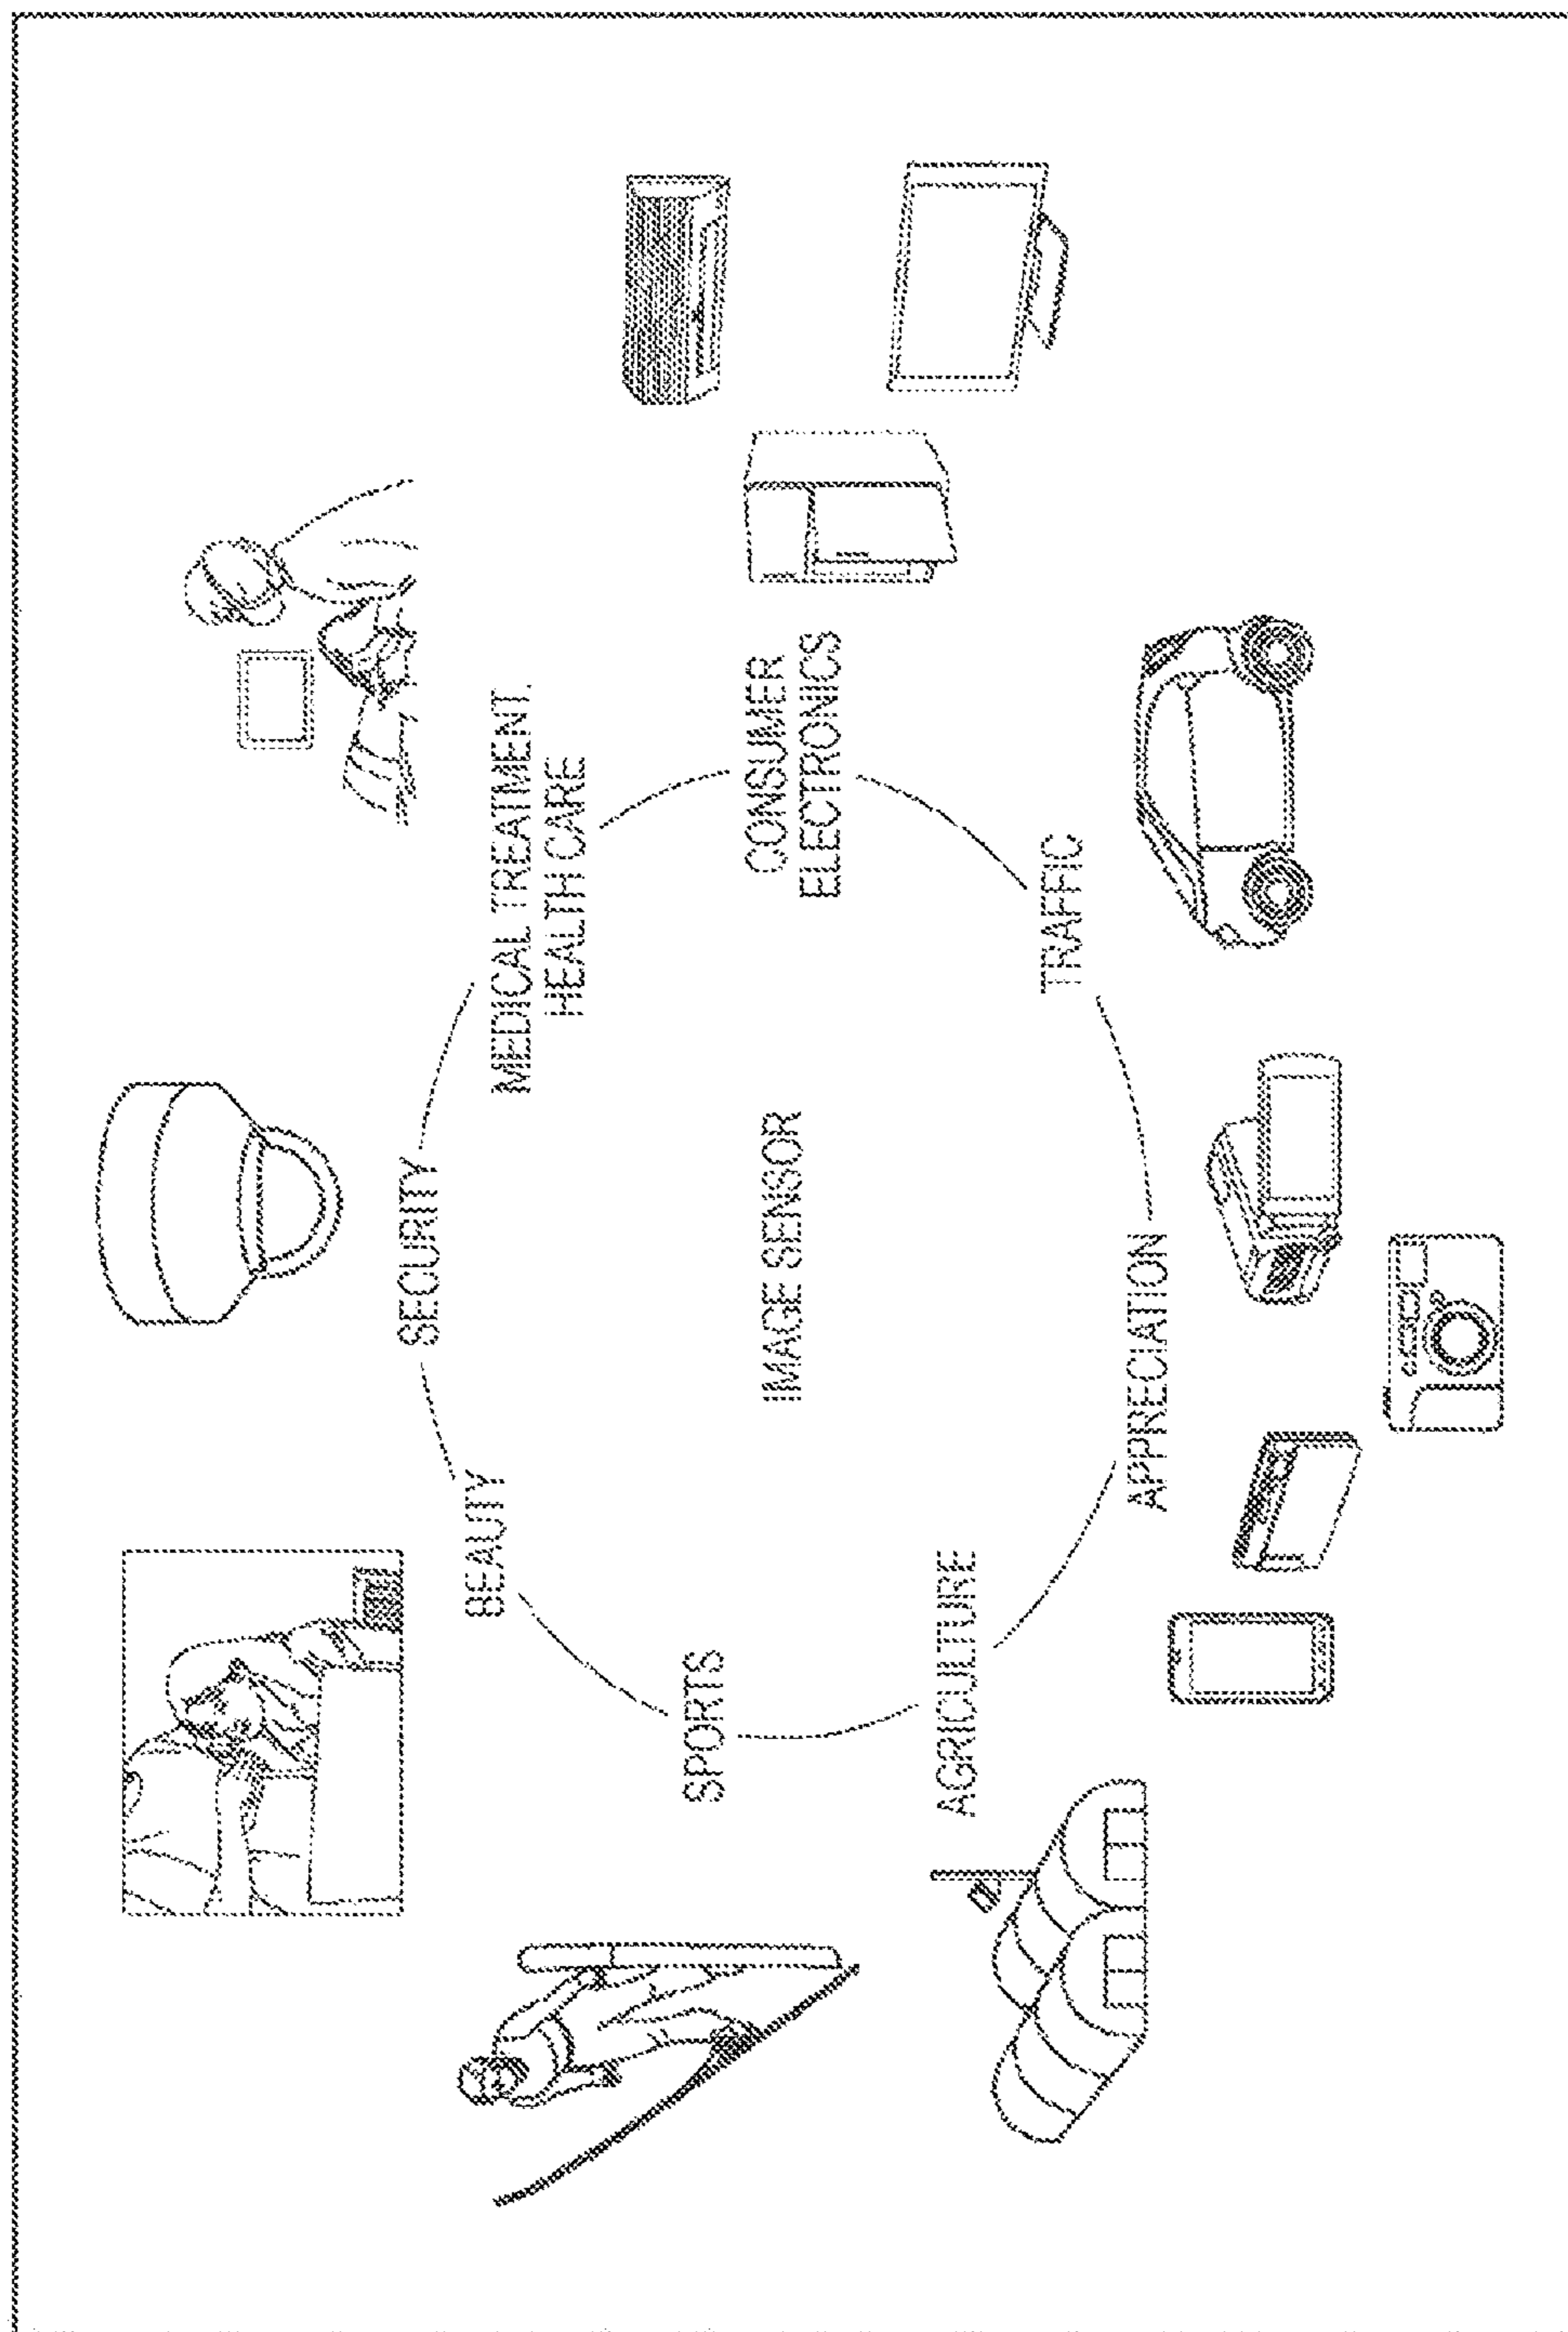 SECURITY
BEAUTY
MEDICAL TREATMENT,
HEALTH CARE
SPORTS
IMAGE SENSOR
CONSUMER
ELECTRONICS
AGRICULTURE
TRAFFIC
APPRECIATION